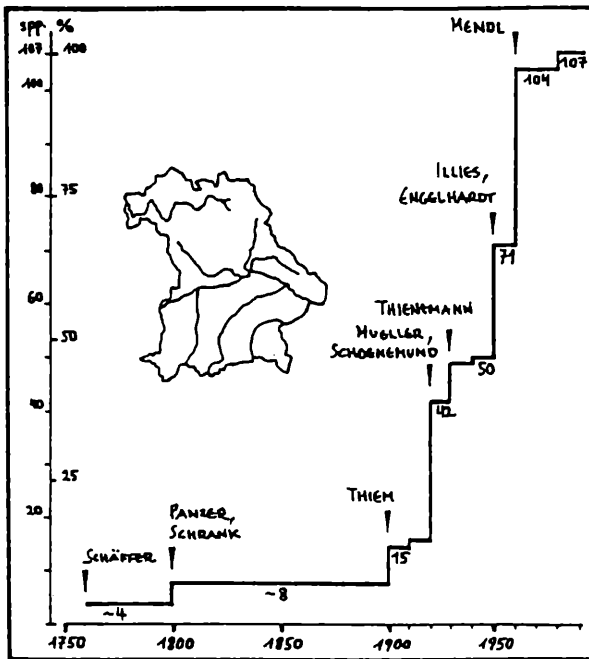 spp. %
107 100
100
80 75
60
50
40
25
20
MENDL
104
107
ILLIES,
ENGELHARDT
71
THIENEMANN
MUELLER,
SCHOENEMUND
50
42
THIEM
15
PANZER,
SCHRANK
~8
SCHÄFFER
~4
1750 1800 1850 1900 1950